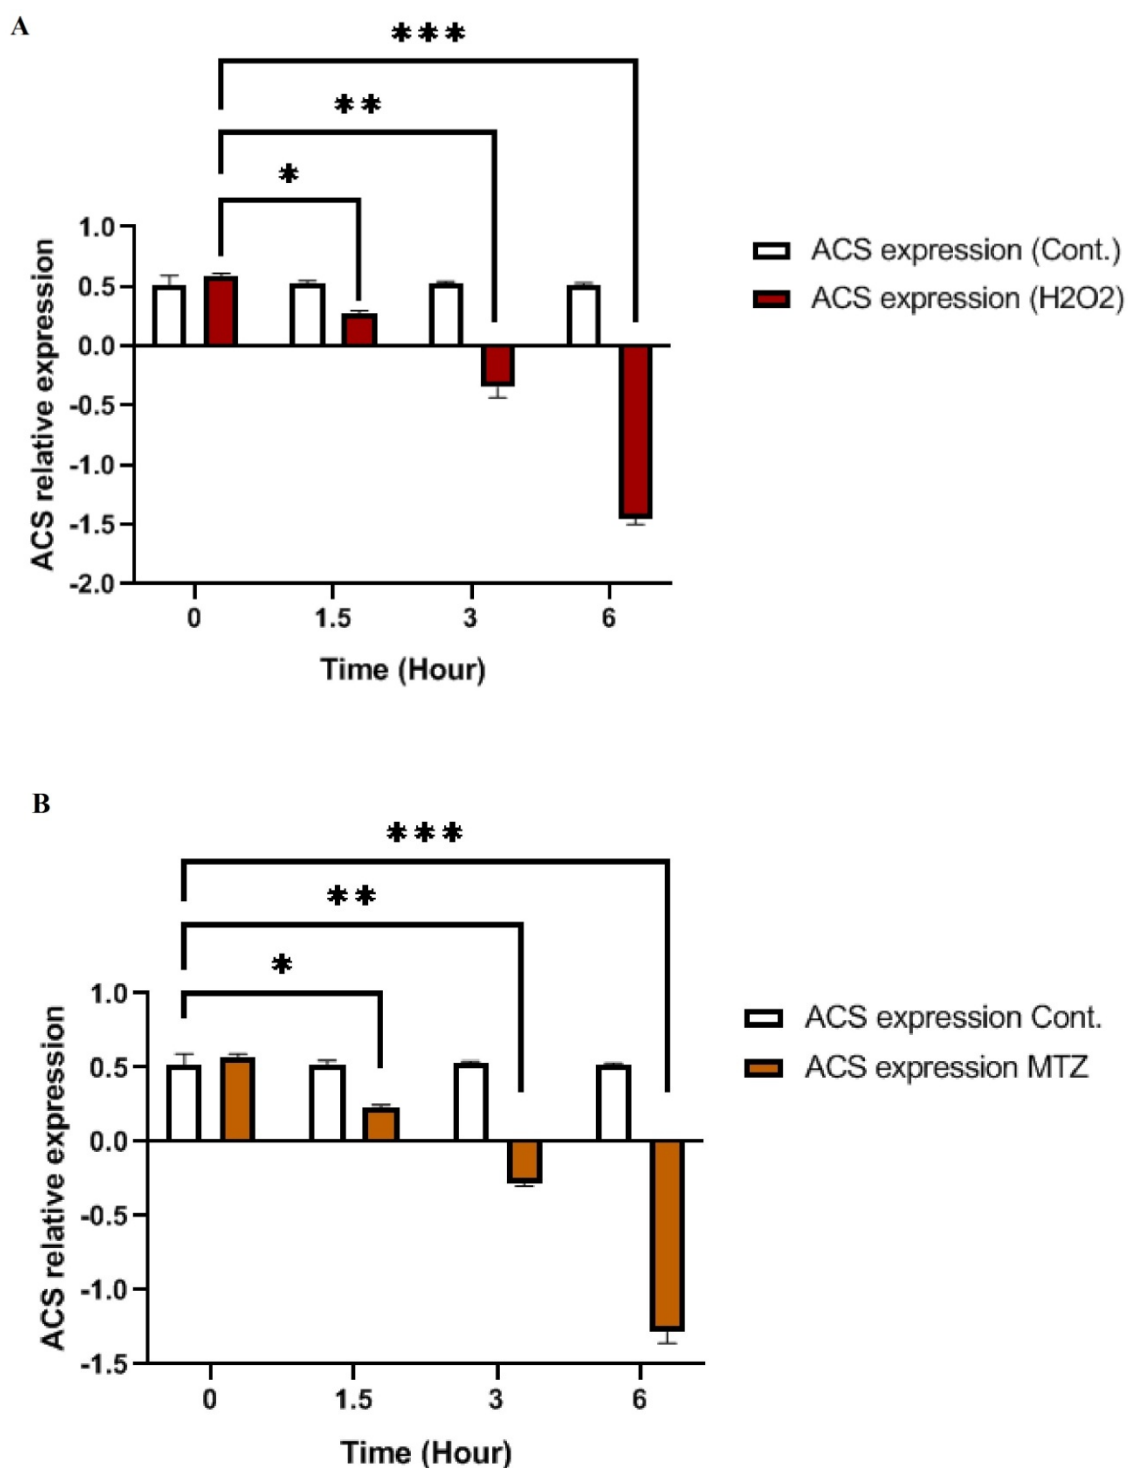 A
***
**
*
1.0
0.5
0.0
-0.5
-1.0
-1.5
-2.0
ACS relative expression
0 1.5 3 6
Time (Hour)
ACS expression (Cont.)
ACS expression (H2O2)
B
***
**
*
1.0
0.5
0.0
-0.5
-1.0
-1.5
ACS relative expression
0 1.5 3 6
Time (Hour)
ACS expression Cont.
ACS expression MTZ